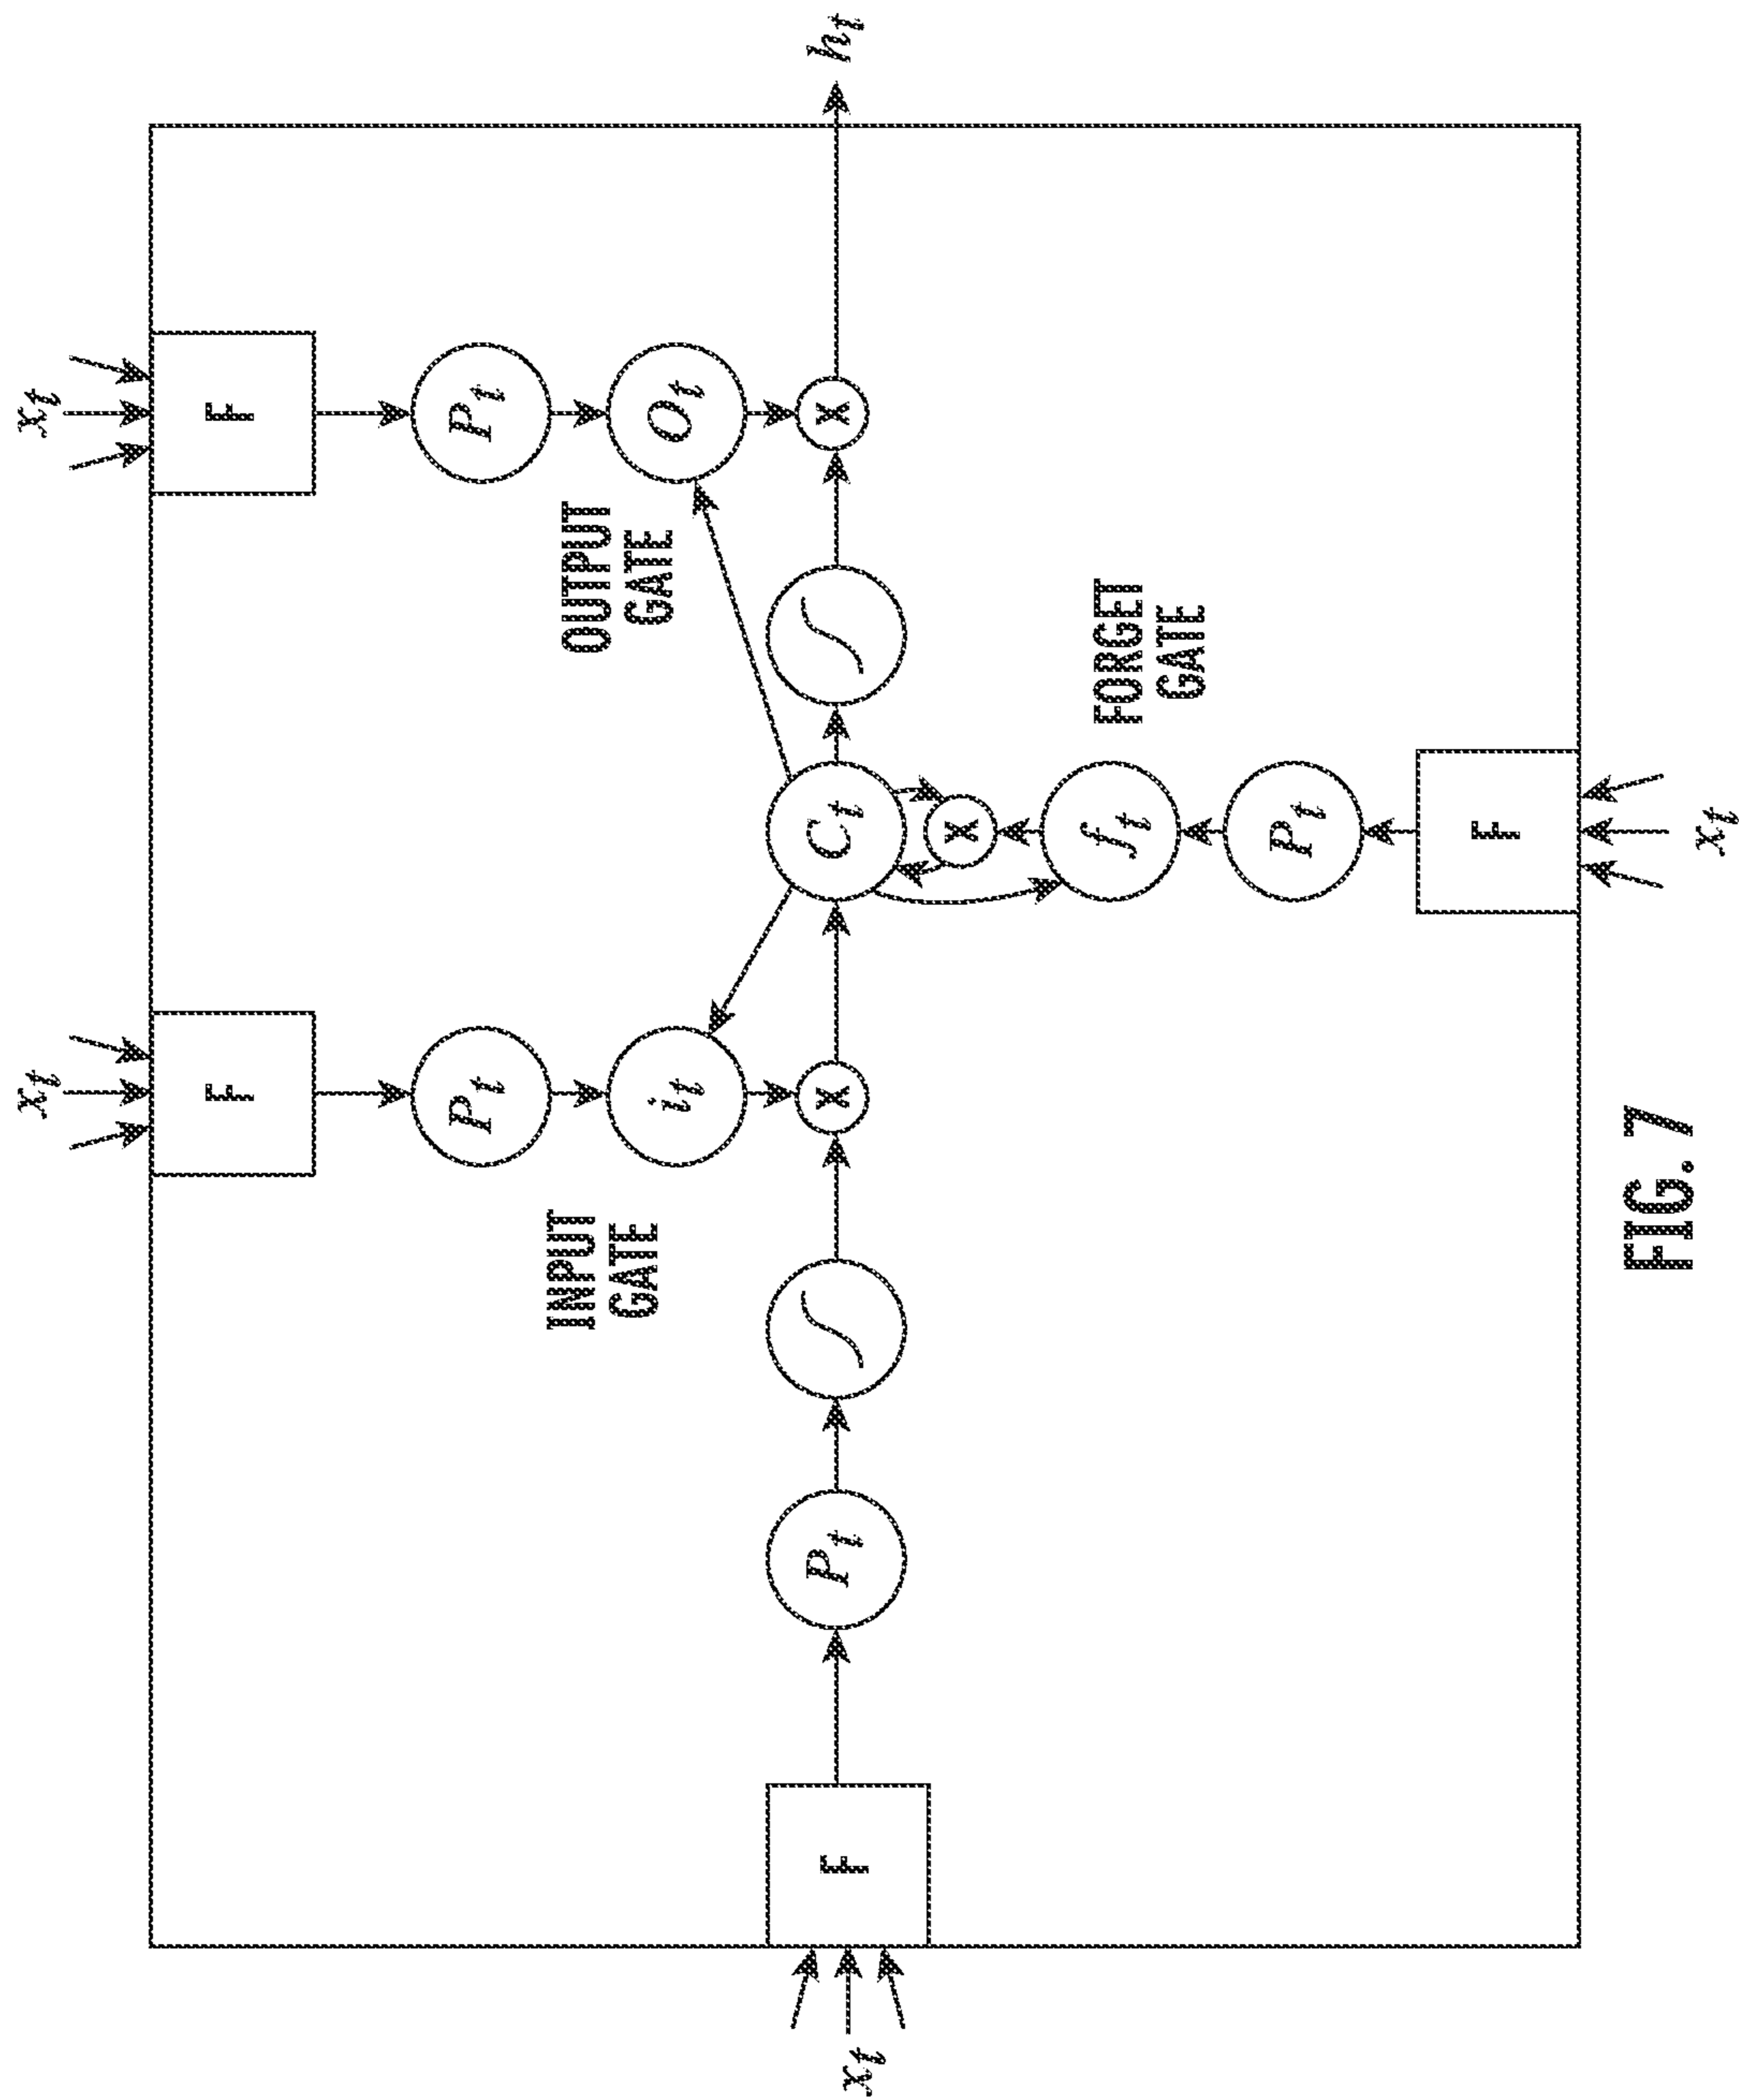 x_t
x_t
F
F
P_t
P_t
INPUT
GATE
i_t
OUTPUT
GATE
O_t
x_t
F
P_t
∫
X
C_t
∫
X
h_t
X
f_t
FORGET
GATE
P_t
F
x_t
FIG. 7